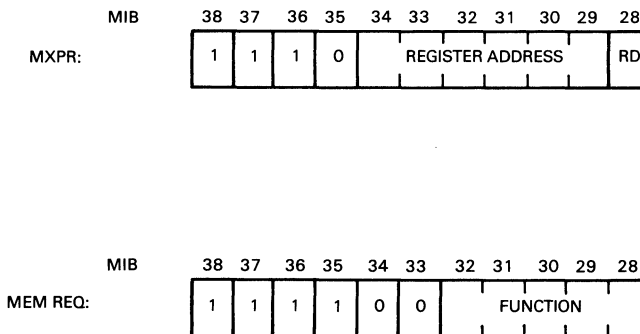 MIB 38 37 36 35 34 33 32 31 30 29 28
MXPR: 1 1 1 0 REGISTER ADDRESS RD
MIB 38 37 36 35 34 33 32 31 30 29 28
MEM REQ: 1 1 1 1 0 0 FUNCTION